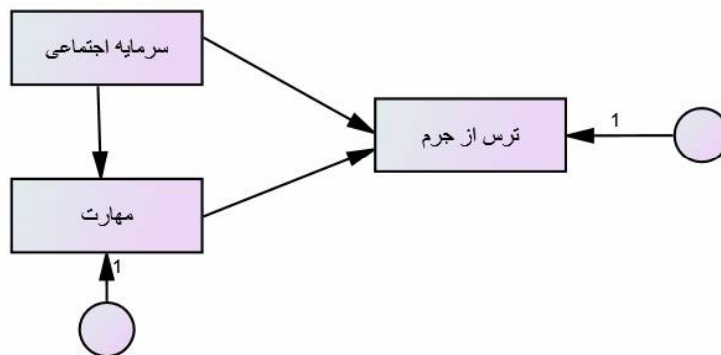 سرمایه اجتماعی
ترس از جرم
1
مهارت
1